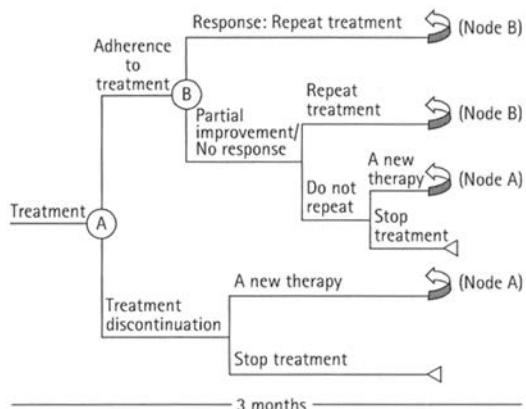 Response: Repeat treatment
(Node B)
Adherence
to
treatment
B
Partial
improvement/
No response
Repeat
treatment
(Node B)
A new
therapy
(Node A)
Do not
repeat
Stop
treatment
Treatment
A
A new therapy
(Node A)
Treatment
discontinuation
Stop treatment
3 months